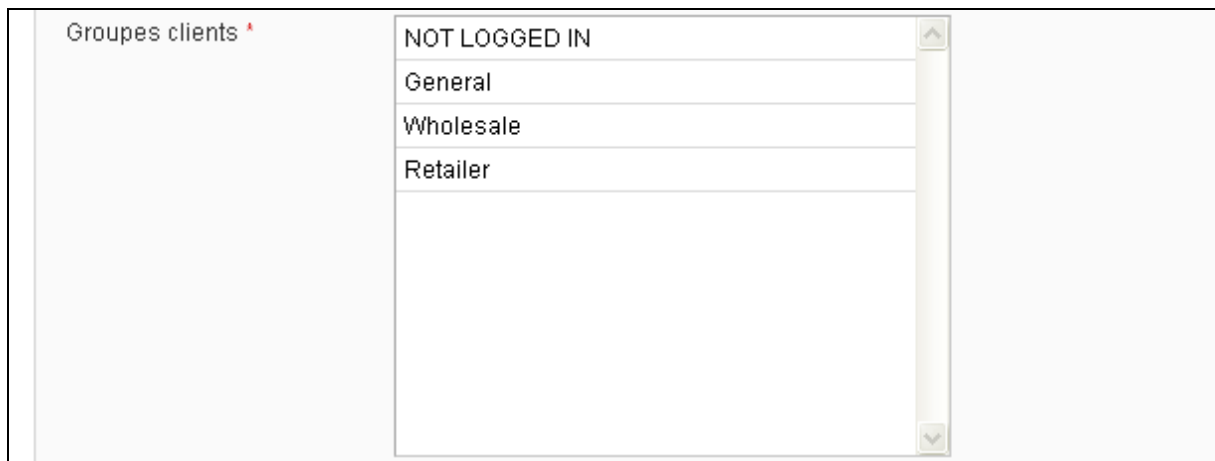 Groupes clients *
NOT LOGGED IN
General
Wholesale
Retailer